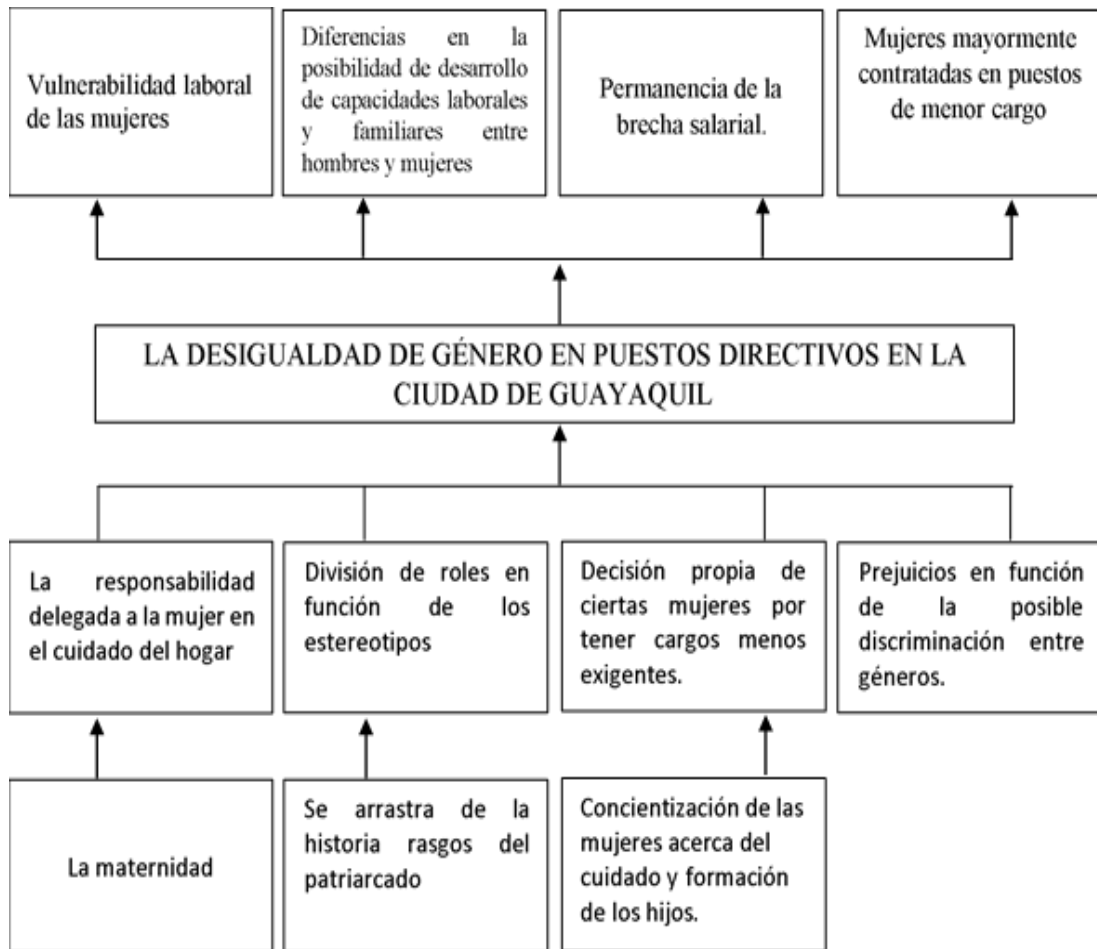 Vulnerabilidad laboral
de las mujeres
Diferencias en la
posibilidad de desarrollo
de capacidades laborales
y familiares entre
hombres y mujeres
Permanencia de la
brecha salarial.
Mujeres mayormente
contratadas en puestos
de menor cargo
LA DESIGUALDAD DE GÉNERO EN PUESTOS DIRECTIVOS EN LA
CIUDAD DE GUAYAQUIL
La responsabilidad
delegada a la mujer en
el cuidado del hogar
División de roles en
función de los
estereotipos
Decisión propia de
ciertas mujeres por
tener cargos menos
exigentes.
Prejuicios en función
de la posible
discriminación entre
géneros.
La maternidad
Se arrastra de la
historia rasgos del
patriarcado
Concientización de las
mujeres acerca del
cuidado y formación
de los hijos.